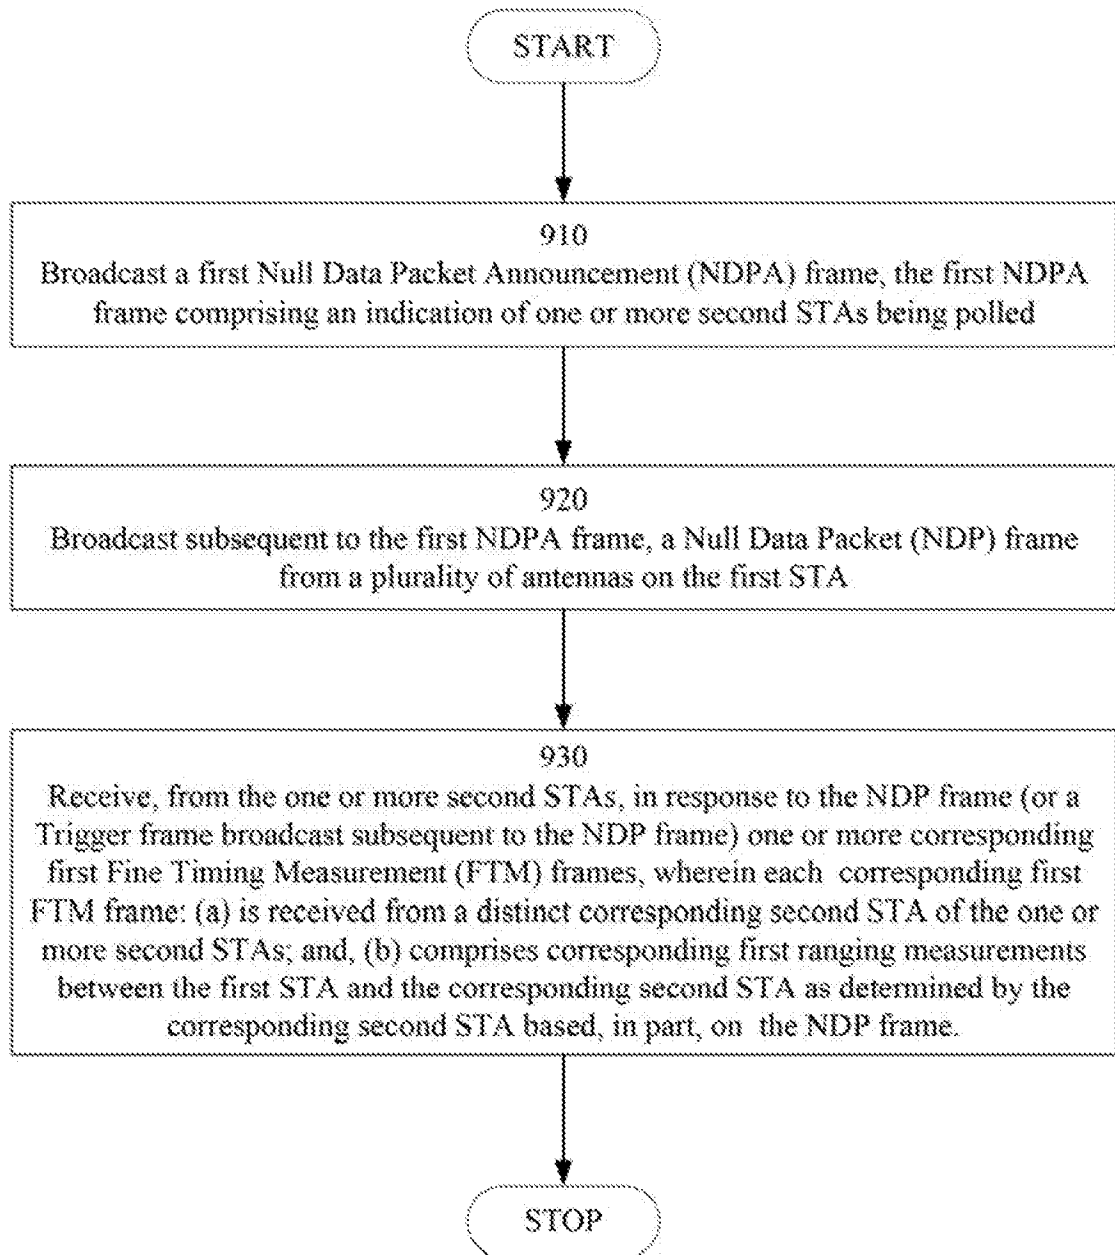 START
910
Broadcast a first Null Data Packet Announcement (NDPA) frame, the first NDPA
frame comprising an indication of one or more second STAs being polled
920
Broadcast subsequent to the first NDPA frame, a Null Data Packet (NDP) frame
from a plurality of antennas on the first STA
930
Receive, from the one or more second STAs, in response to the NDP frame (or a
Trigger frame broadcast subsequent to the NDP frame) one or more corresponding
first Fine Timing Measurement (FTM) frames, wherein each corresponding first
FTM frame: (a) is received from a distinct corresponding second STA of the one or
more second STAs; and, (b) comprises corresponding first ranging measurements
between the first STA and the corresponding second STA as determined by the
corresponding second STA based, in part, on the NDP frame.
STOP